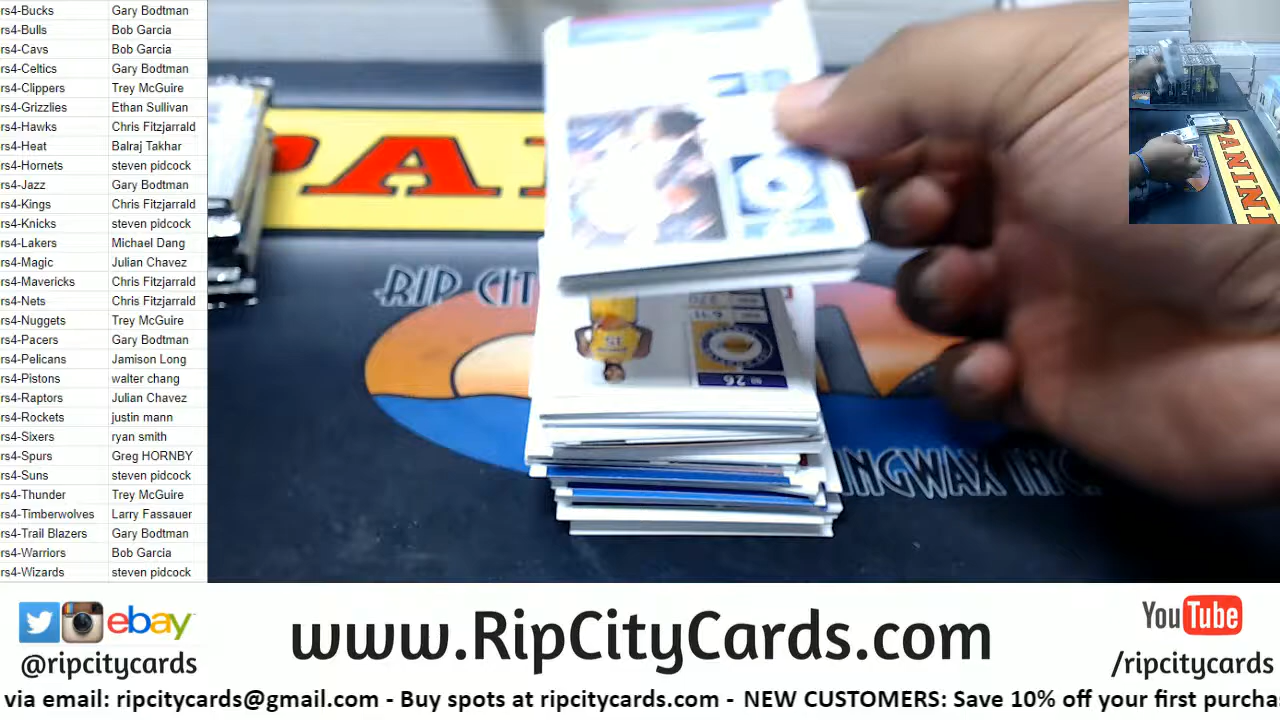 rs4-Bucks Gary Bodtman
rs4-Bulls Bob Garcia
rs4-Cavs Bob Garcia
rs4-Celtics Gary Bodtman
rs4-Clippers Trey McGuire
rs4-Grizzlies Ethan Sullivan
rs4-Hawks Chris Fitzjarrald
rs4-Heat Balraj Takhar
rs4-Hornets steven pidcock
rs4-Jazz Gary Bodtman
rs4-Kings Chris Fitzjarrald
rs4-Knicks steven pidcock
rs4-Lakers Michael Dang
rs4-Magic Julian Chavez
rs4-Mavericks Chris Fitzjarrald
rs4-Nets Chris Fitzjarrald
rs4-Nuggets Trey McGuire
rs4-Pacers Gary Bodtman
rs4-Pelicans Jamison Long
rs4-Pistons walter chang
rs4-Raptors Julian Chavez
rs4-Rockets justin mann
rs4-Sixers ryan smith
rs4-Spurs Greg HORNBY
rs4-Suns steven pidcock
rs4-Thunder Trey McGuire
rs4-Timberwolves Larry Fassauer
rs4-Trail Blazers Gary Bodtman
rs4-Warriors Bob Garcia
rs4-Wizards steven pidcock
PANI
RIP CIT
NO 26
INGWAX INC.
PANINI
ebay
@ripcitycards
www.RipCityCards.com
YouTube
/ripcitycards
via email: ripcitycards@gmail.com - Buy spots at ripcitycards.com - NEW CUSTOMERS: Save 10% off your first purcha